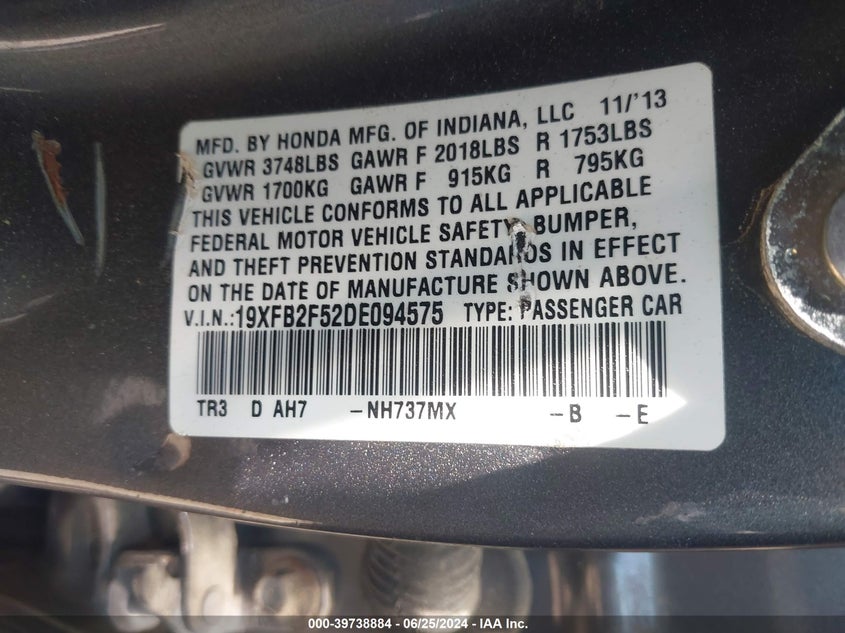 MFD. BY HONDA MFG. OF INDIANA, LLC 11/'13
GVWR 3748LBS GAWR F 2018LBS R 1753LBS
GVWR 1700KG GAWR F 915KG R 795KG
THIS VEHICLE CONFORMS TO ALL APPLICABLE
FEDERAL MOTOR VEHICLE SAFETY, BUMPER,
AND THEFT PREVENTION STANDARDS IN EFFECT
ON THE DATE OF MANUFACTURE SHOWN ABOVE.
V.I.N.:19XFB2F52DE094575 TYPE: PASSENGER CAR
TR3 D AH7 -NH737MX -B -E
000-39738884 - 06/25/2024 - IAA Inc.